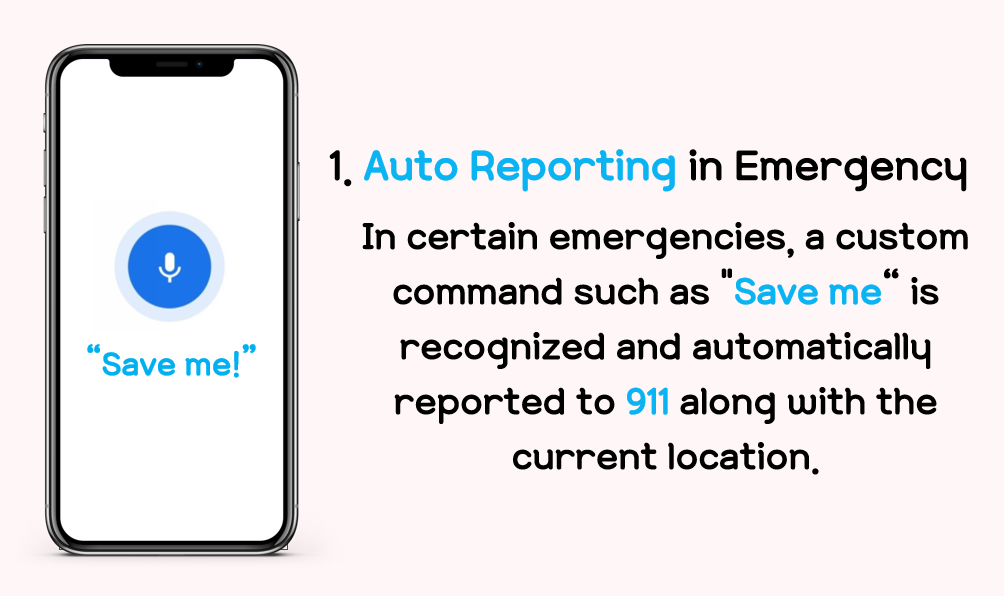 “Save me!”
1. Auto Reporting in Emergency
In certain emergencies, a custom
command such as "Save me“ is
recognized and automatically
reported to 911 along with the
current location.